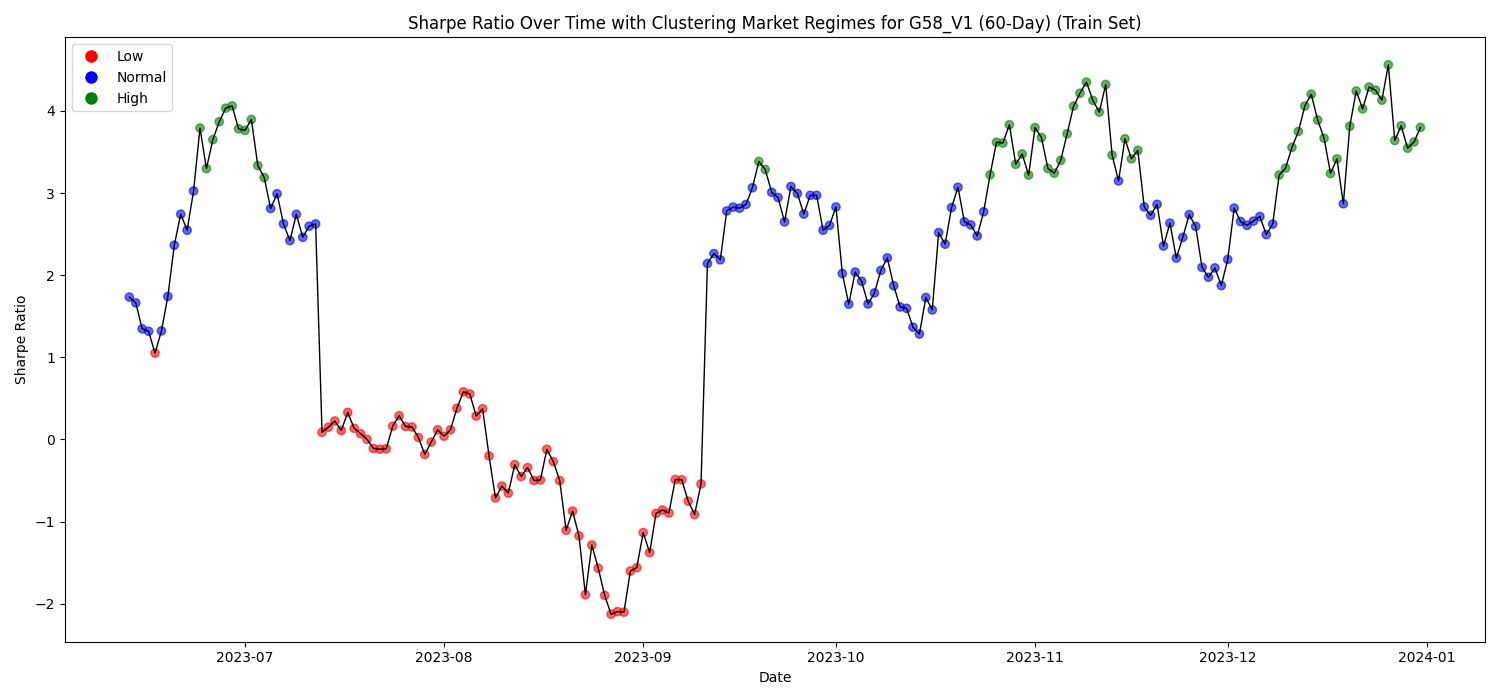 Sharpe Ratio Over Time with Clustering Market Regimes for G58_V1 (60-Day) (Train Set)
Low
Normal
High
Sharpe Ratio
4
3
2
1
0
−1
−2
2023-07
2023-08
2023-09
2023-10
2023-11
2023-12
2024-01
Date